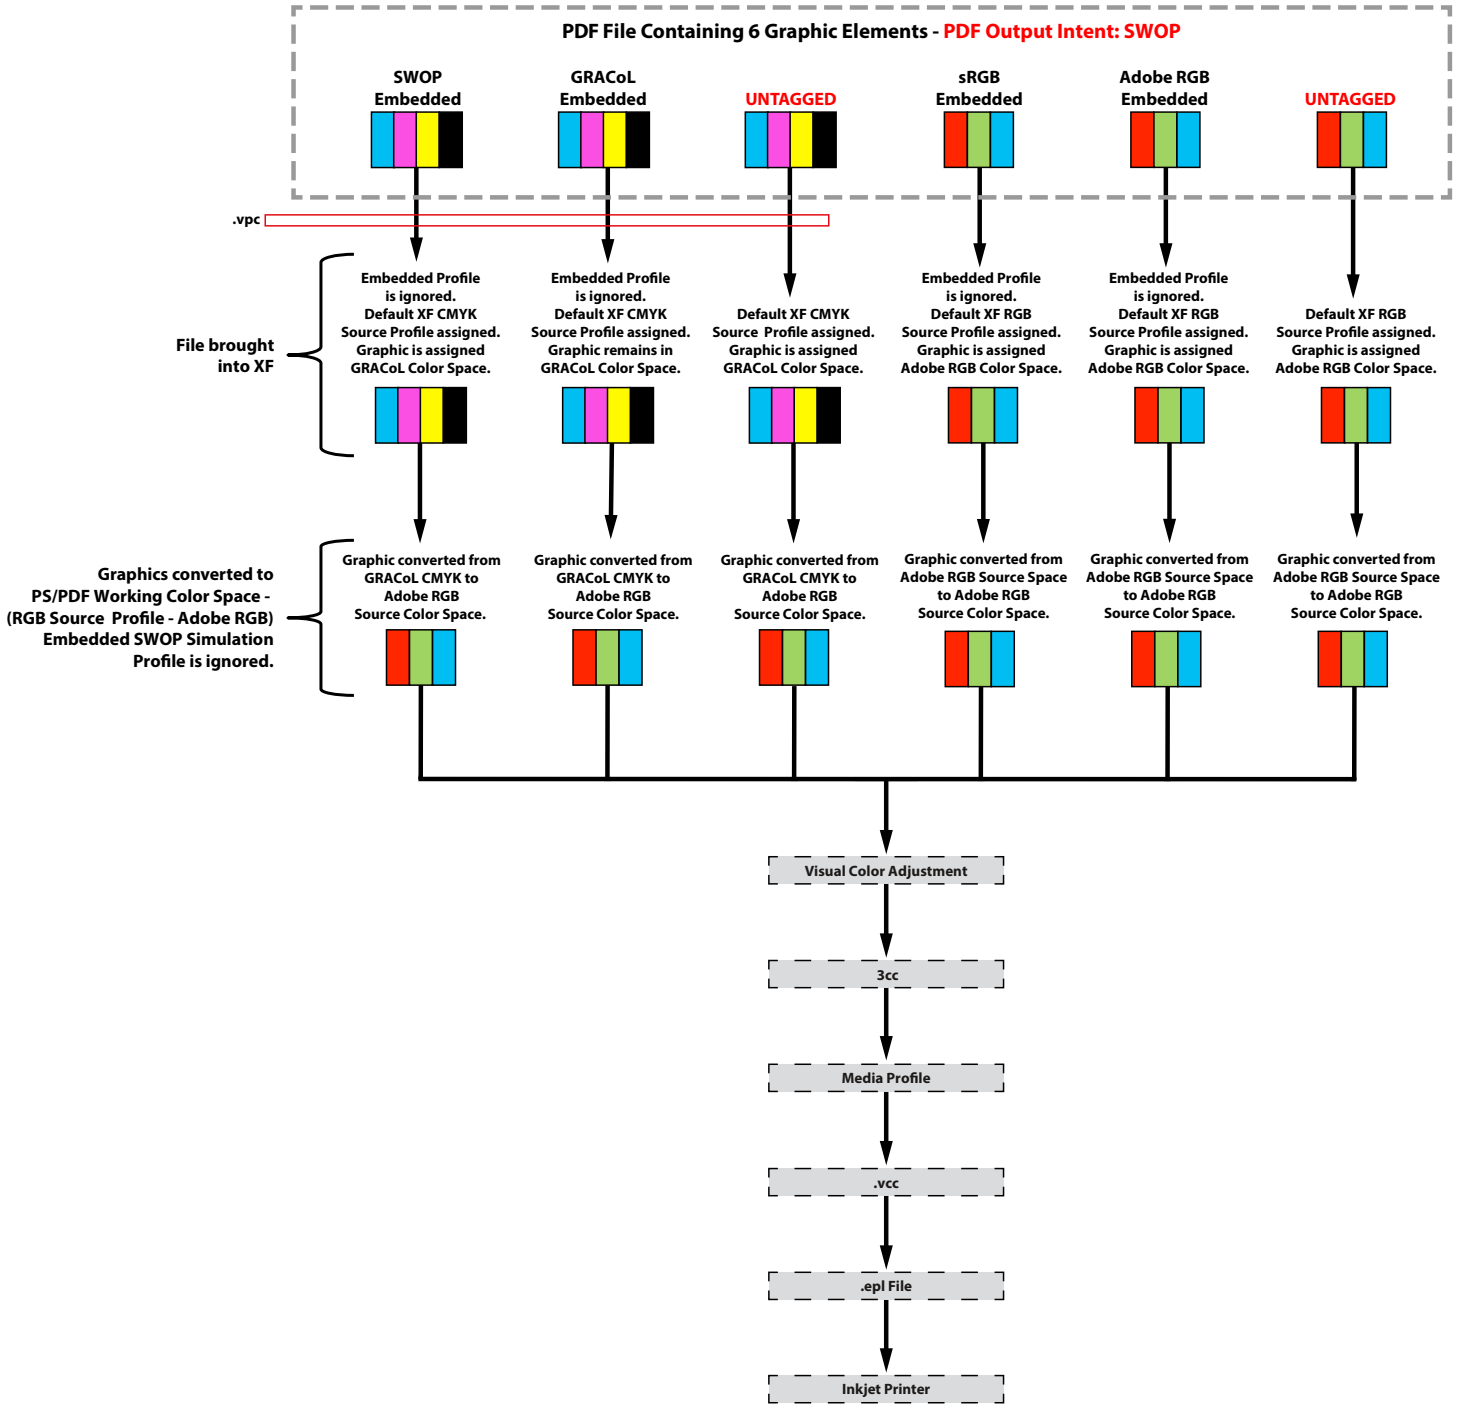 PDF File Containing 6 Graphic Elements - PDF Output Intent: SWOP
SWOP
Embedded
GRACoL
Embedded
UNTAGGED
sRGB
Embedded
Adobe RGB
Embedded
UNTAGGED
.vpc
File brought
into XF
Embedded Profile
is ignored.
Default XF CMYK
Source Profile assigned.
Graphic is assigned
GRACoL Color Space.
Embedded Profile
is ignored.
Default XF CMYK
Source Profile assigned.
Graphic remains in
GRACoL Color Space.
Default XF CMYK
Source Profile assigned.
Graphic is assigned
GRACoL Color Space.
Embedded Profile
is ignored.
Default XF RGB
Source Profile assigned.
Graphic is assigned
Adobe RGB Color Space.
Embedded Profile
is ignored.
Default XF RGB
Source Profile assigned.
Graphic is assigned
Adobe RGB Color Space.
Default XF RGB
Source Profile assigned.
Graphic is assigned
Adobe RGB Color Space.
Graphics converted to
PS/PDF Working Color Space -
(RGB Source Profile - Adobe RGB)
Embedded SWOP Simulation
Profile is ignored.
Graphic converted from
GRACoL CMYK to
Adobe RGB
Source Color Space.
Graphic converted from
GRACoL CMYK to
Adobe RGB
Source Color Space.
Graphic converted from
GRACoL CMYK to
Adobe RGB
Source Color Space.
Graphic converted from
Adobe RGB Source Space
to Adobe RGB
Source Color Space.
Graphic converted from
Adobe RGB Source Space
to Adobe RGB
Source Color Space.
Graphic converted from
Adobe RGB Source Space
to Adobe RGB
Source Color Space.
Visual Color Adjustment
3cc
Media Profile
.vcc
.epl File
Inkjet Printer